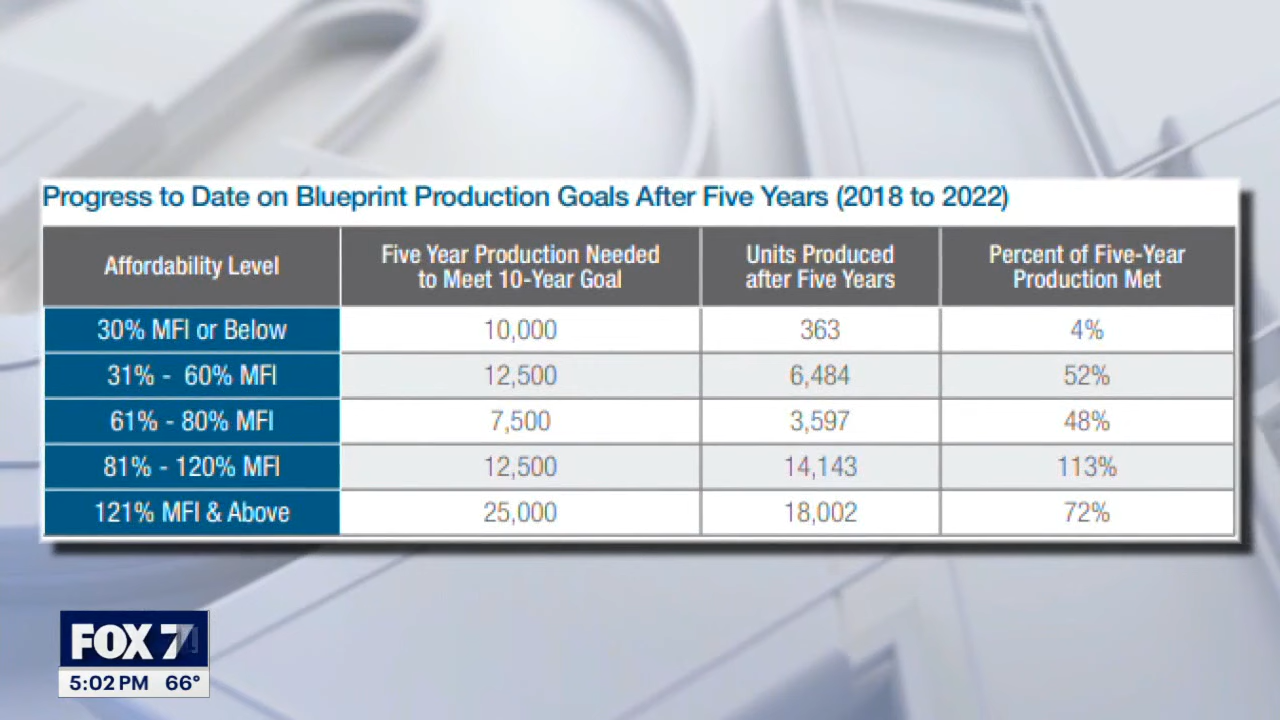 Progress to Date on Blueprint Production Goals After Five Years (2018 to 2022)
Affordability Level
Five Year Production Needed
to Meet 10-Year Goal
Units Produced
after Five Years
Percent of Five-Year
Production Met
30% MFI or Below 10,000 363 4%
31% - 60% MFI 12,500 6,484 52%
61% - 80% MFI 7,500 3,597 48%
81% - 120% MFI 12,500 14,143 113%
121% MFI & Above 25,000 18,002 72%
FOX 7
5:02 PM 66°